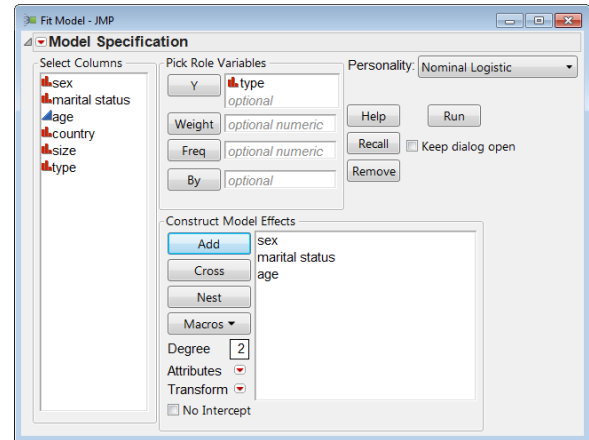 Fit Model - JMP
Model Specification
Select Columns
sex
marital status
age
country
size
type
Pick Role Variables
Y
type
optional
Weight
optional numeric
Freq
optional numeric
By
optional
Personality:
Nominal Logistic
Help
Run
Recall
Keep dialog open
Remove
Construct Model Effects
Add
Cross
Nest
Macros
Degree
2
Attributes
Transform
No Intercept
sex
marital status
age